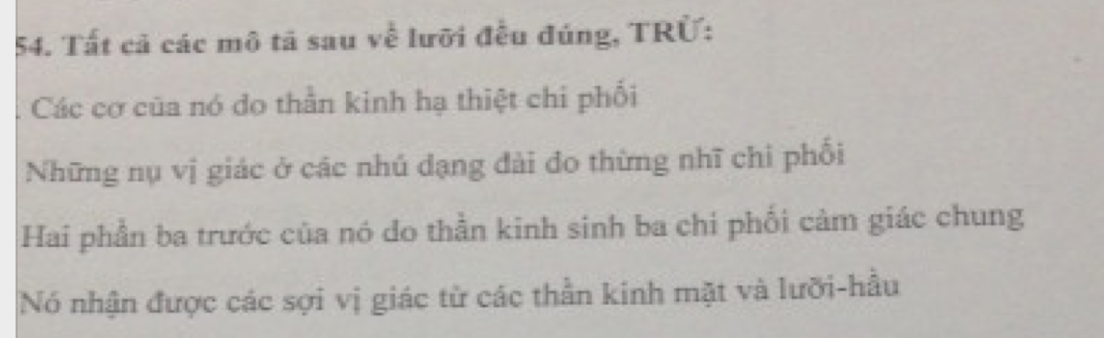 54. Tất cả các mô tả sau về lưỡi đều đúng, TRỪ:
. Các cơ của nó do thần kinh hạ thiệt chi phối
Những nụ vị giác ở các nhú dạng đài do thừng nhĩ chi phối
Hai phần ba trước của nó do thần kinh sinh ba chi phối cảm giác chung
Nó nhận được các sợi vị giác từ các thần kinh mặt và lưỡi-hầu